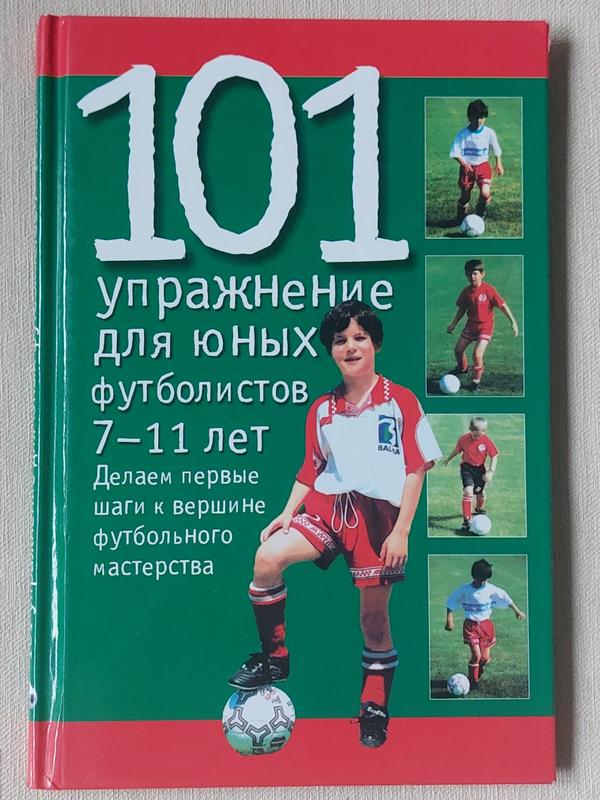 101
упражнение
для юных
футболистов
7–11 лет
Делаем первые
шаги к вершине
футбольного
мастерства